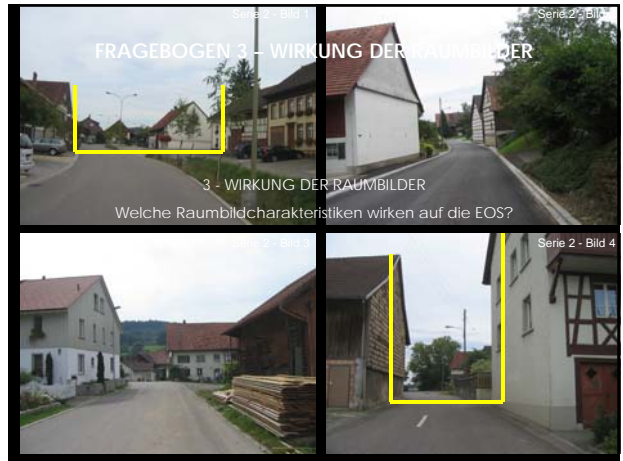 Serie 2 - Bild 1
Serie 2 - Bild
FRAGEBOGEN 3 – WIRKUNG DER RAUMBILDER
3 - WIRKUNG DER RAUMBILDER
Welche Raumbildcharakteristiken wirken auf die EOS?
Serie 2 - Bild 3
Serie 2 - Bild 4